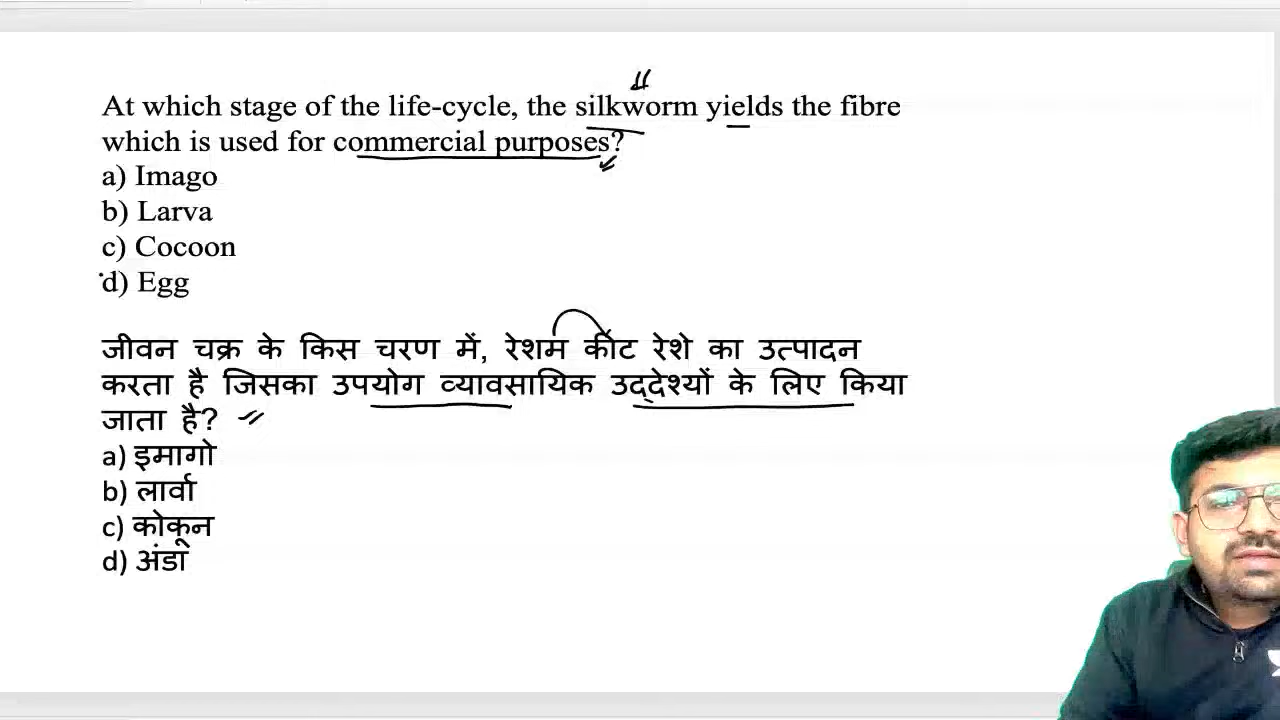 At which stage of the life-cycle, the silkworm yields the fibre
which is used for commercial purposes?
a) Imago
b) Larva
c) Cocoon
d) Egg
जीवन चक्र के किस चरण में, रेशम कीट रेशे का उत्पादन
करता है जिसका उपयोग व्यावसायिक उद्देश्यों के लिए किया
जाता है?
a) इमागो
b) लार्वा
c) कोकून
d) अंडा